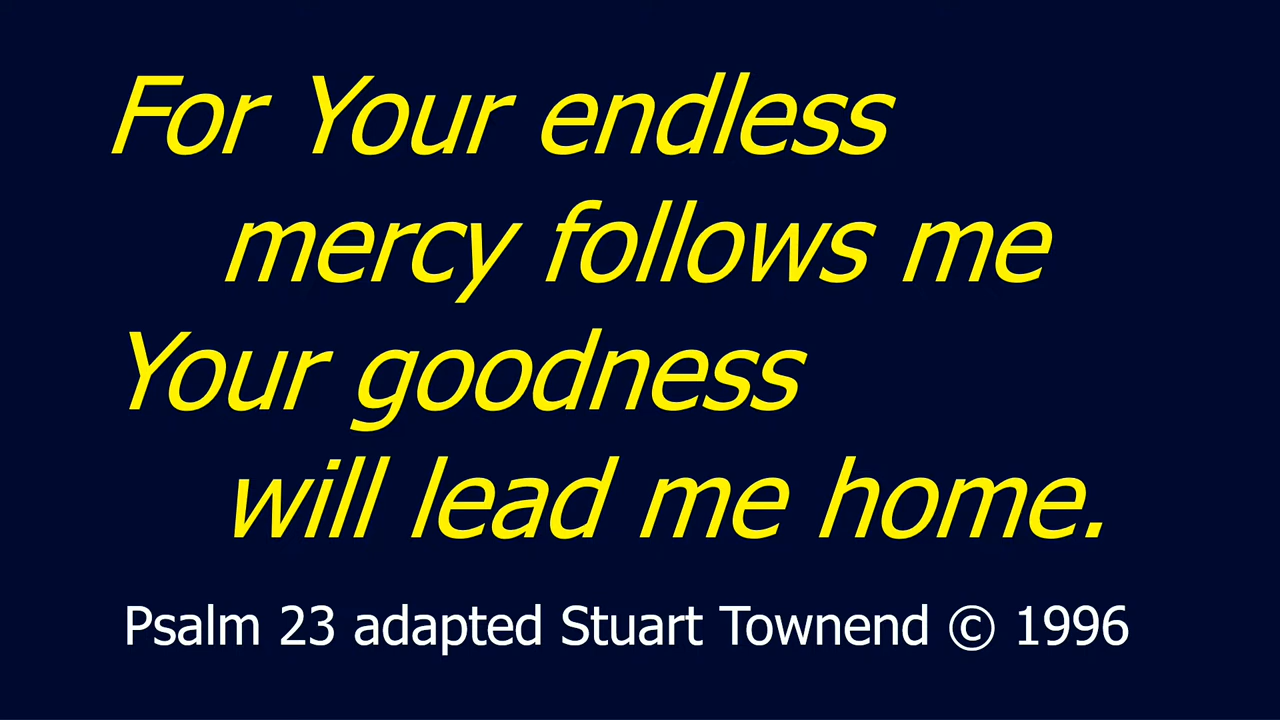 For Your endless
mercy follows me
Your goodness
will lead me home.
Psalm 23 adapted Stuart Townend © 1996